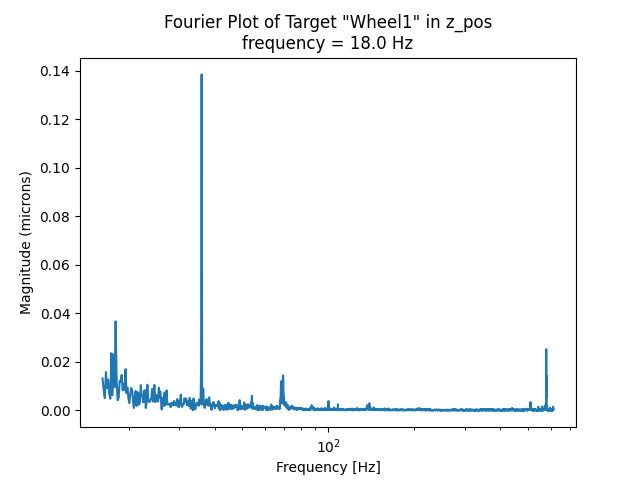 Fourier Plot of Target "Wheel1" in z_pos
frequency = 18.0 Hz
0.14
0.12
0.10
0.08
0.06
0.04
0.02
0.00
Magnitude (microns)
10²
Frequency [Hz]